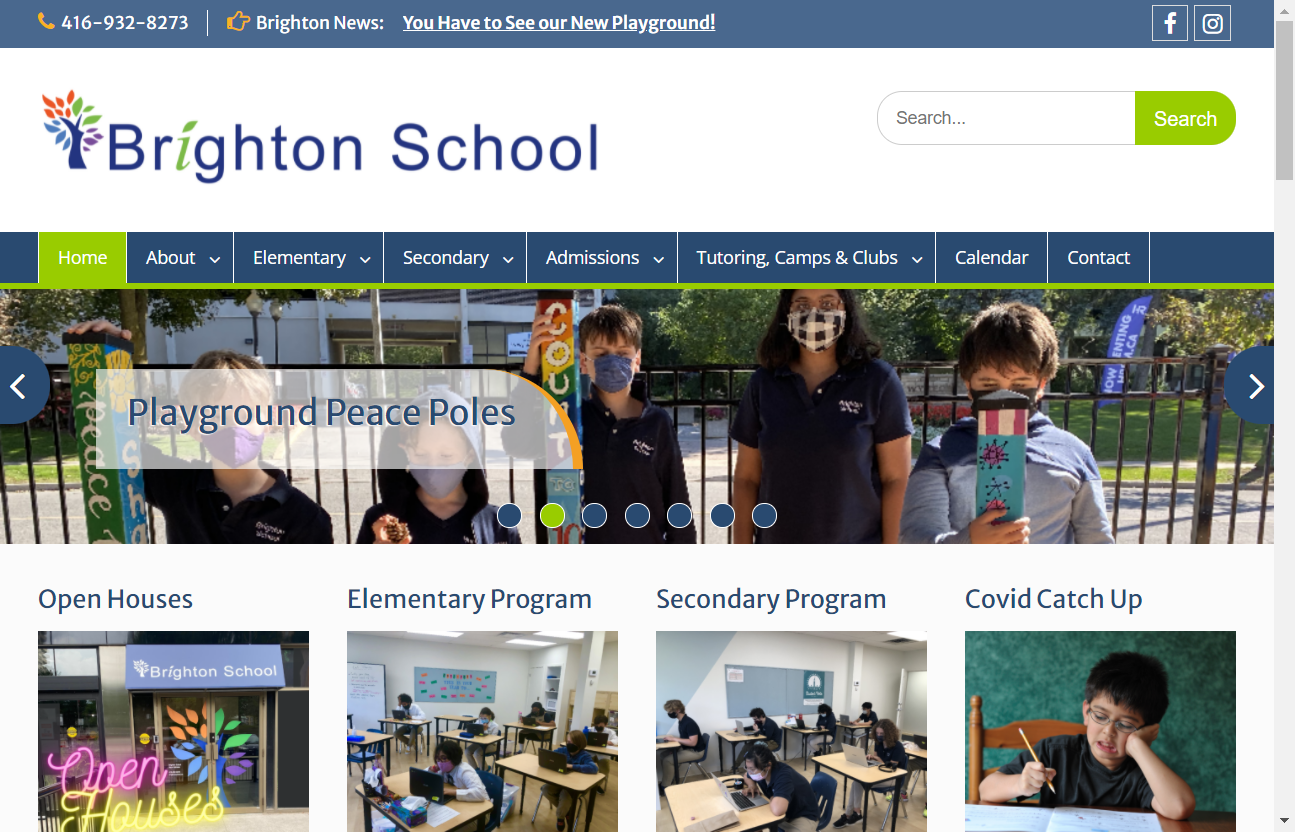 416-932-8273
Brighton News:
You Have to See our New Playground!
Brighton School
Search...
Search
Home
About
Elementary
Secondary
Admissions
Tutoring, Camps & Clubs
Calendar
Contact
Playground Peace Poles
Open Houses
Elementary Program
Secondary Program
Covid Catch Up
Brighton School
Open
Houses